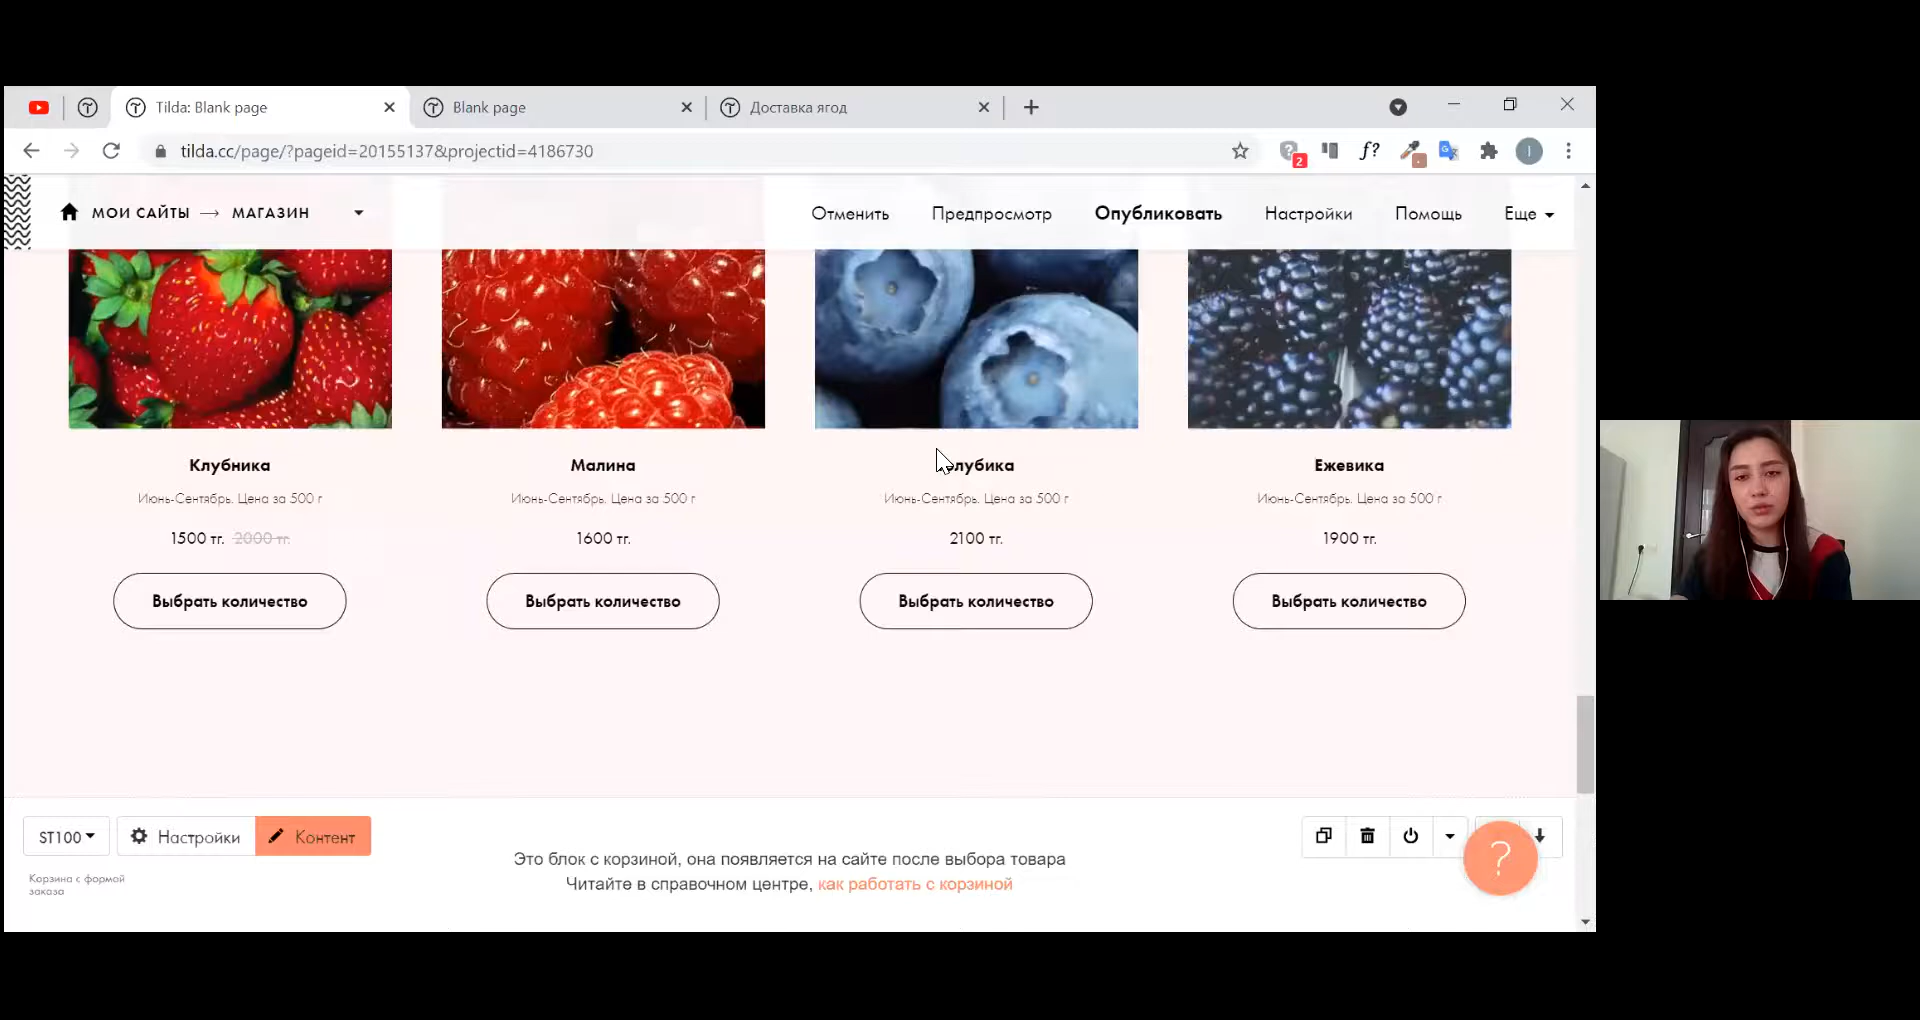 Tilda: Blank page
Blank page
Доставка ягод
tilda.cc/page/?pageid=20155137&projectid=4186730
f?
2
I
МОИ САЙТЫ → МАГАЗИН
Отменить
Предпросмотр
Опубликовать
Настройки
Помощь
Еще
Клубника
Малина
Ежевика
Июнь-Сентябрь. Цена за 500 г
Июнь-Сентябрь. Цена за 500 г
Июнь-Сентябрь. Цена за 500 г
Июнь-Сентябрь. Цена за 500 г
1500 тг. 2000 тг.
1600 тг.
2100 тг.
1900 тг.
Выбрать количество
Выбрать количество
Выбрать количество
Выбрать количество
ST100
Настройки
Контент
Корзина с формой
заказа
Это блок с корзиной, она появляется на сайте после выбора товара
Читайте в справочном центре, как работать с корзиной
?